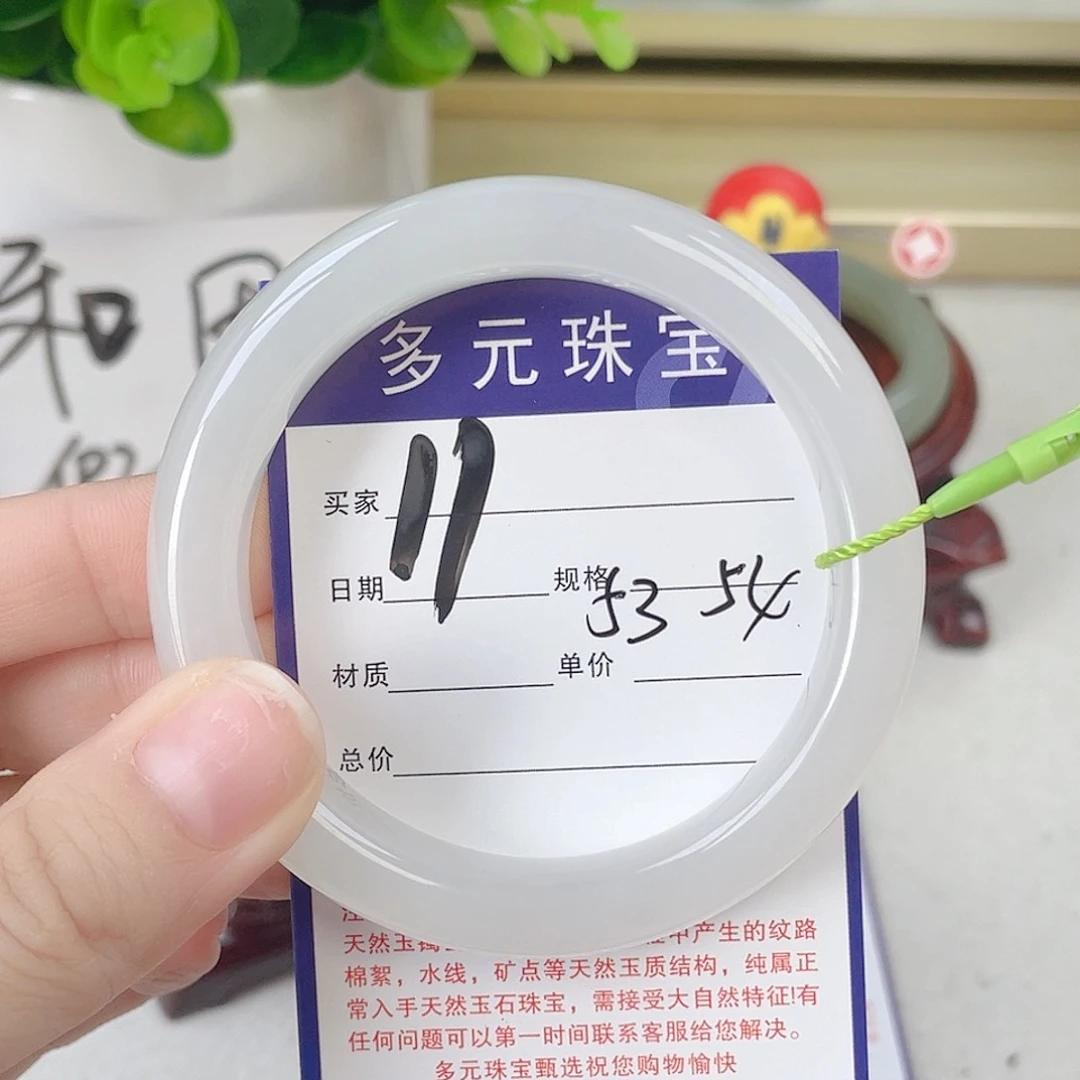 多元珠宝
买家 11
日期 规格 53 54
材质 单价
总价
和田
天然玉镯 中产生的纹路
棉絮，水线，矿点等天然玉质结构，纯属正
常入手天然玉石珠宝，需接受大自然特征!有
任何问题可以第一时间联系客服给您解决。
多元珠宝甄选祝您购物愉快